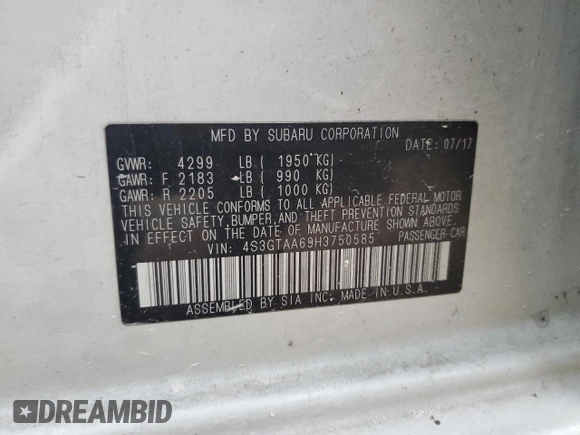 MFD BY SUBARU CORPORATION
DATE: 07/17
GVWR: 4299 LB ( 1950 KG)
GAWR: F 2183 LB ( 990 KG)
GAWR: R 2205 LB ( 1000 KG)
THIS VEHICLE CONFORMS TO ALL APPLICABLE FEDERAL MOTOR
VEHICLE SAFETY, BUMPER, AND THEFT PREVENTION STANDARDS
IN EFFECT ON THE DATE OF MANUFACTURE SHOWN ABOVE.
VIN: 4S3GTAA69H3750585 PASSENGER CAR
ASSEMBLED BY SIA INC. MADE IN U.S.A.
DREAMBID